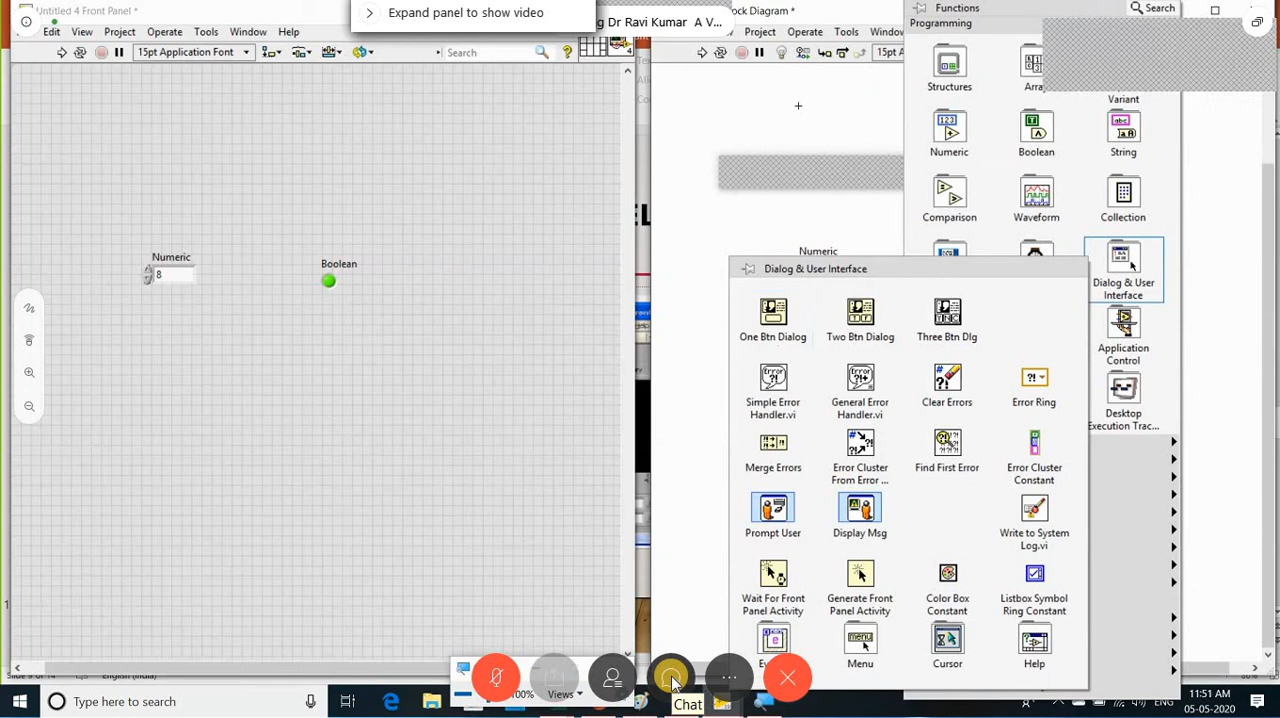 Untitled 4 Front Panel *
Expand panel to show video
g Dr Ravi Kumar A V...
ock Diagram *
Functions
Search
Edit View Project Operate Tools Window Help
Project Operate Tools Windo
Programming
15pt Application Font
Search
15pt A
Structures
Array
Variant
Numeric
Boolean
String
Comparison
Waveform
Collection
Numeric
8
Boolean
Numeric
Dialog & User
Interface
Dialog & User Interface
One Btn Dialog
Two Btn Dialog
Three Btn Dlg
Application
Control
Simple Error
Handler.vi
General Error
Handler.vi
Clear Errors
Error Ring
Desktop
Execution Trac...
Merge Errors
Error Cluster
From Error ...
Find First Error
Error Cluster
Constant
Prompt User
Display Msg
Write to System
Log.vi
Wait For Front
Panel Activity
Generate Front
Panel Activity
Color Box
Constant
Listbox Symbol
Ring Constant
Menu
Cursor
Help
English (India)
100%
Views
Chat
Type here to search
11:51 AM
05-05-2020